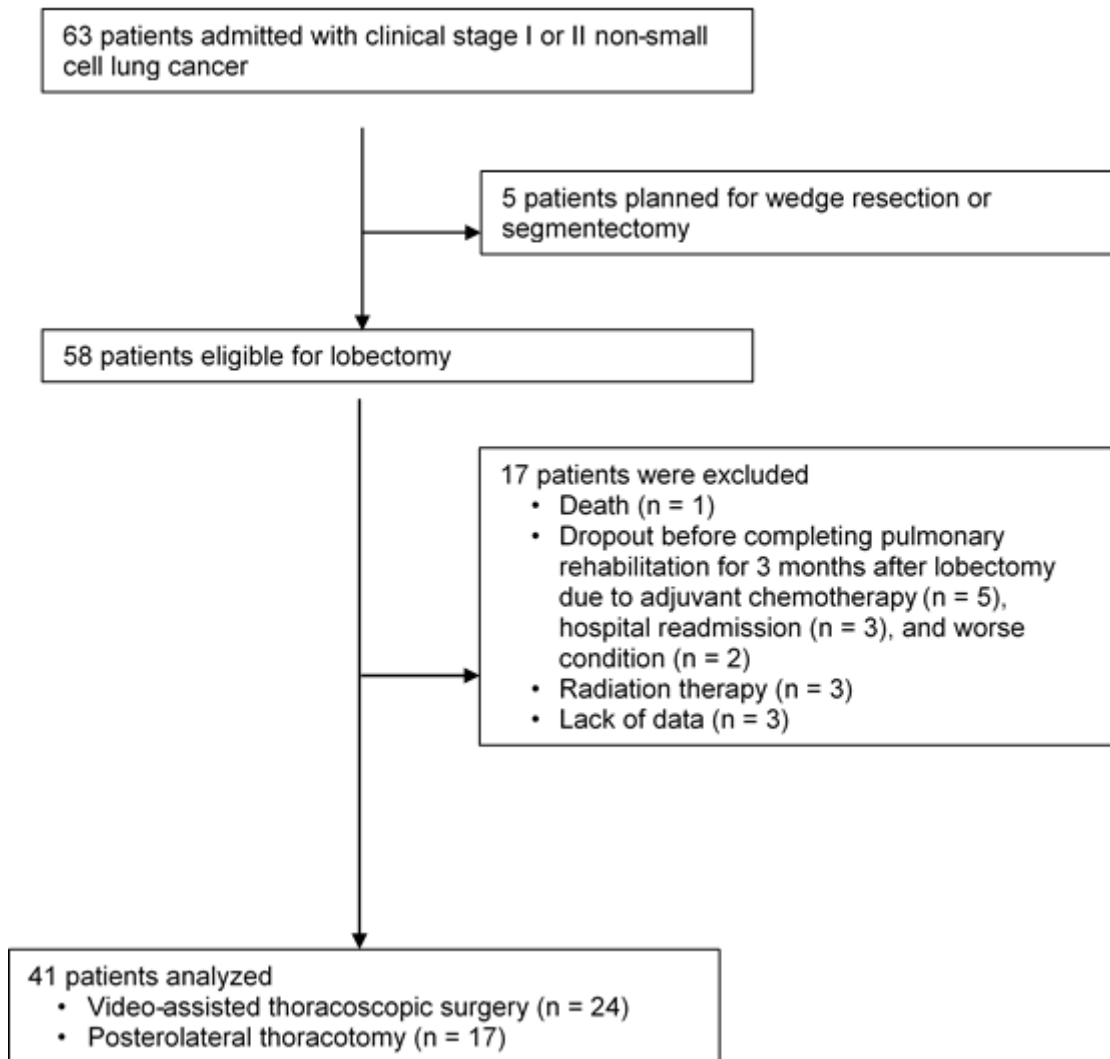 63 patients admitted with clinical stage I or II non-small
cell lung cancer
5 patients planned for wedge resection or
segmentectomy
58 patients eligible for lobectomy
17 patients were excluded
• Death (n = 1)
• Dropout before completing pulmonary
rehabilitation for 3 months after lobectomy
due to adjuvant chemotherapy (n = 5),
hospital readmission (n = 3), and worse
condition (n = 2)
• Radiation therapy (n = 3)
• Lack of data (n = 3)
41 patients analyzed
• Video-assisted thoracoscopic surgery (n = 24)
• Posterolateral thoracotomy (n = 17)